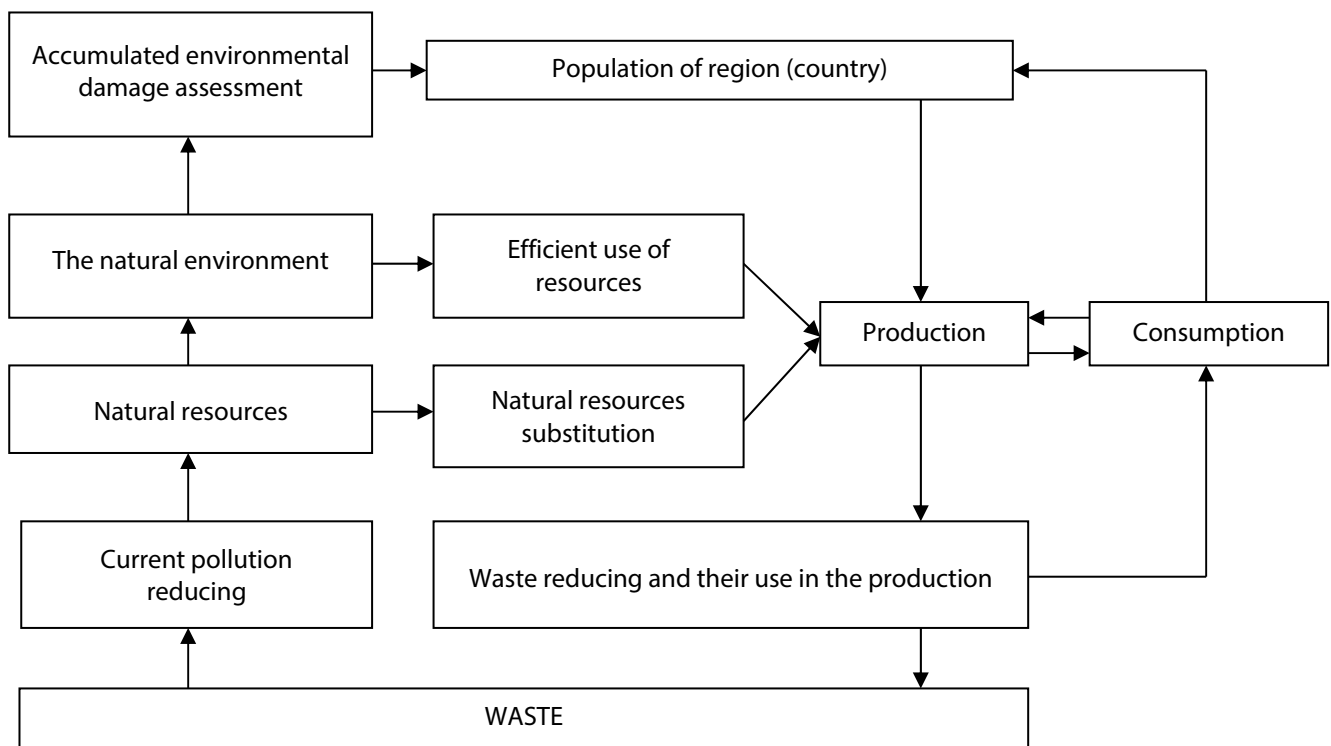 Accumulated environmental
damage assessment
Population of region (country)
The natural environment
Efficient use of
resources
Production
Consumption
Natural resources
Natural resources
substitution
Current pollution
reducing
Waste reducing and their use in the production
WASTE